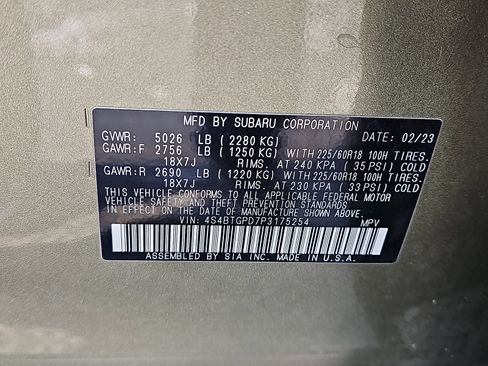 MFD BY SUBARU CORPORATION DATE: 02/23
GVWR: 5026 LB ( 2280 KG)
GAWR:F 2756 LB ( 1250 KG) WITH 225/60R18 100H TIRES.
18X7J RIMS. AT 240 KPA ( 35 PSI) COLD
GAWR:R 2690 LB ( 1220 KG) WITH 225/60R18 100H TIRES.
18X7J RIMS. AT 230 KPA ( 33 PSI) COLD
THIS VEHICLE CONFORMS TO ALL APPLICABLE FEDERAL MOTOR
VEHICLE SAFETY, BUMPER, AND THEFT PREVENTION STANDARDS
IN EFFECT ON THE DATE OF MANUFACTURE SHOWN ABOVE.
VIN: 4S4BTGPD7P3175254 MPV
ASSEMBLED BY SIA INC. MADE IN U.S.A.